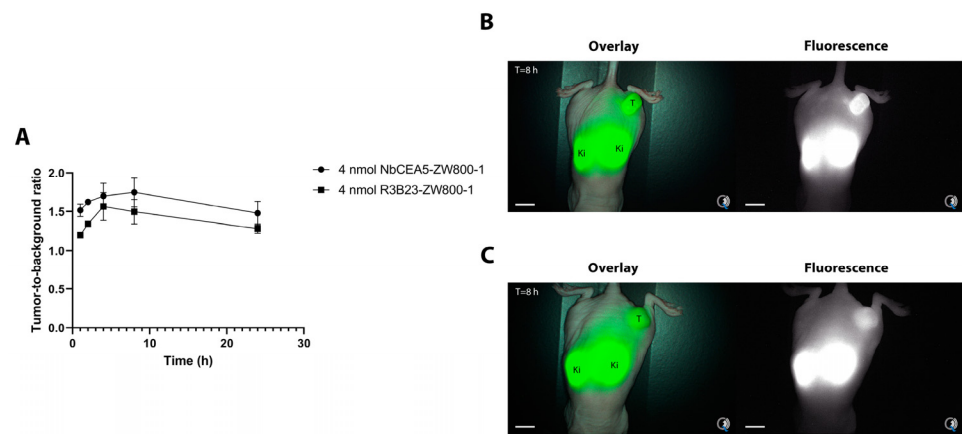 A
Tumor-to-background ratio
2.0
1.5
1.0
0.5
0.0
0
10
20
30
Time (h)
4 nmol NbCEA5-ZW800-1
4 nmol R3B23-ZW800-1
B
Overlay
Fluorescence
T=8 h
T
Ki
Ki
C
Overlay
Fluorescence
T=8 h
T
Ki
Ki